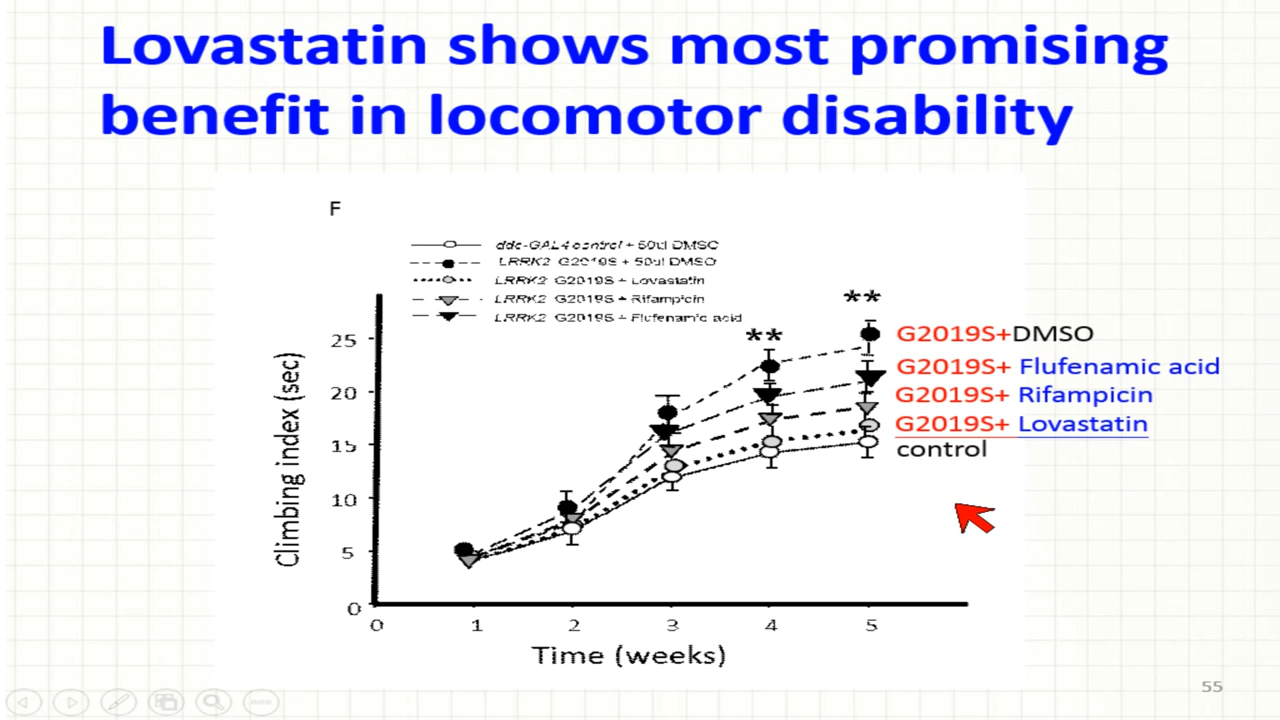 Lovastatin shows most promising
benefit in locomotor disability
F
ddc-GAL4 control + 50ul DMSO
LRRK2 G2019S + 50ul DMSO
LRRK2 G2019S + Lovastatin
LRRK2 G2019S + Rifampicin
LRRK2 G2019S + Flufenamic acid
**
**
25
20
15
10
5
0
Climbing index (sec)
G2019S+DMSO
G2019S+ Flufenamic acid
G2019S+ Rifampicin
G2019S+ Lovastatin
control
0 1 2 3 4 5
Time (weeks)
55